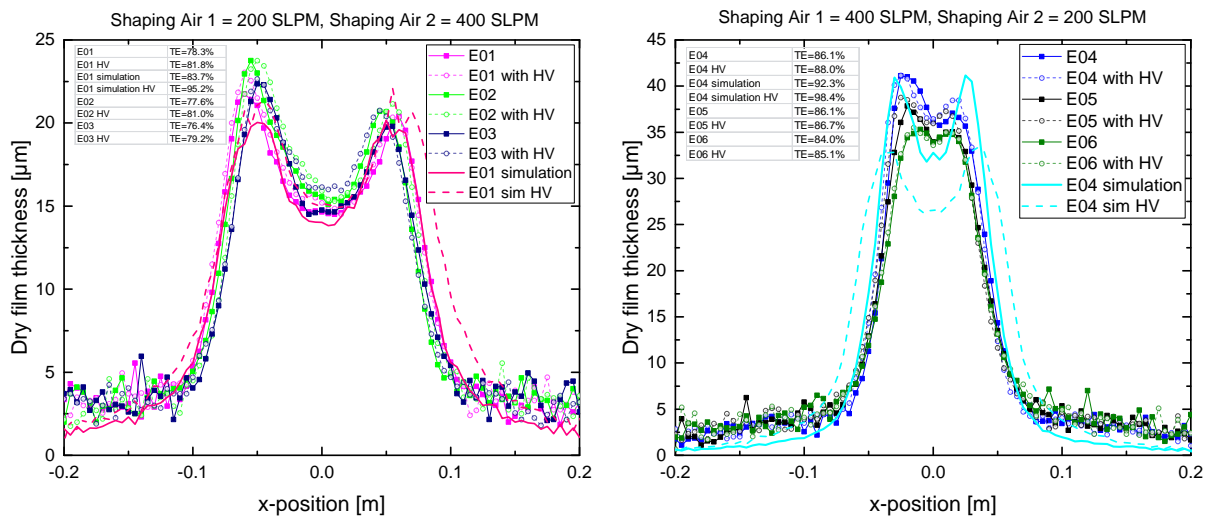 Shaping Air 1 = 200 SLPM, Shaping Air 2 = 400 SLPM
25
20
15
10
5
0
Dry film thickness [µm]
E01 TE=78.3%
E01 HV TE=81.8%
E01 simulation TE=83.7%
E01 simulation HV TE=95.2%
E02 TE=77.6%
E02 HV TE=81.0%
E03 TE=76.4%
E03 HV TE=79.2%
E01
E01 with HV
E02
E02 with HV
E03
E03 with HV
E01 simulation
E01 sim HV
-0.2 -0.1 0.0 0.1 0.2
x-position [m]
Shaping Air 1 = 400 SLPM, Shaping Air 2 = 200 SLPM
45
40
35
30
25
20
15
10
5
0
Dry film thickness [µm]
E04 TE=86.1%
E04 HV TE=88.0%
E04 simulation TE=92.3%
E04 simulation HV TE=98.4%
E05 TE=86.1%
E05 HV TE=86.7%
E06 TE=84.0%
E06 HV TE=85.1%
E04
E04 with HV
E05
E05 with HV
E06
E06 with HV
E04 simulation
E04 sim HV
-0.2 -0.1 0.0 0.1 0.2
x-position [m]